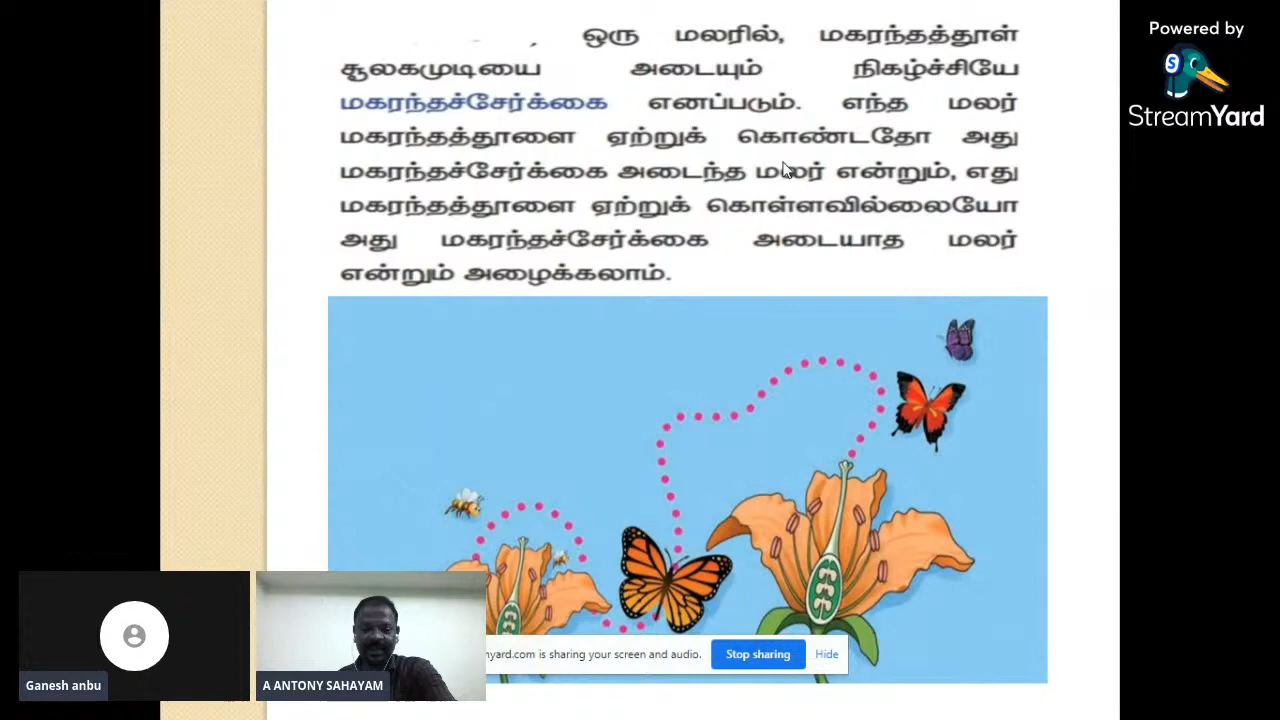 ஒரு மலரில், மகரந்தத்தூள்
சூலகமுடியை அடையும் நிகழ்ச்சியே
மகரந்தச்சேர்க்கை எனப்படும். எந்த மலர்
மகரந்தத்தூளை ஏற்றுக் கொண்டதோ அது
மகரந்தச்சேர்க்கை அடைந்த மலர் என்றும், எது
மகரந்தத்தூளை ஏற்றுக் கொள்ளவில்லையோ
அது மகரந்தச்சேர்க்கை அடையாத மலர்
என்றும் அழைக்கலாம்.
Powered by
S
StreamYard
nyard.com is sharing your screen and audio.
Stop sharing
Hide
Ganesh anbu
A ANTONY SAHAYAM